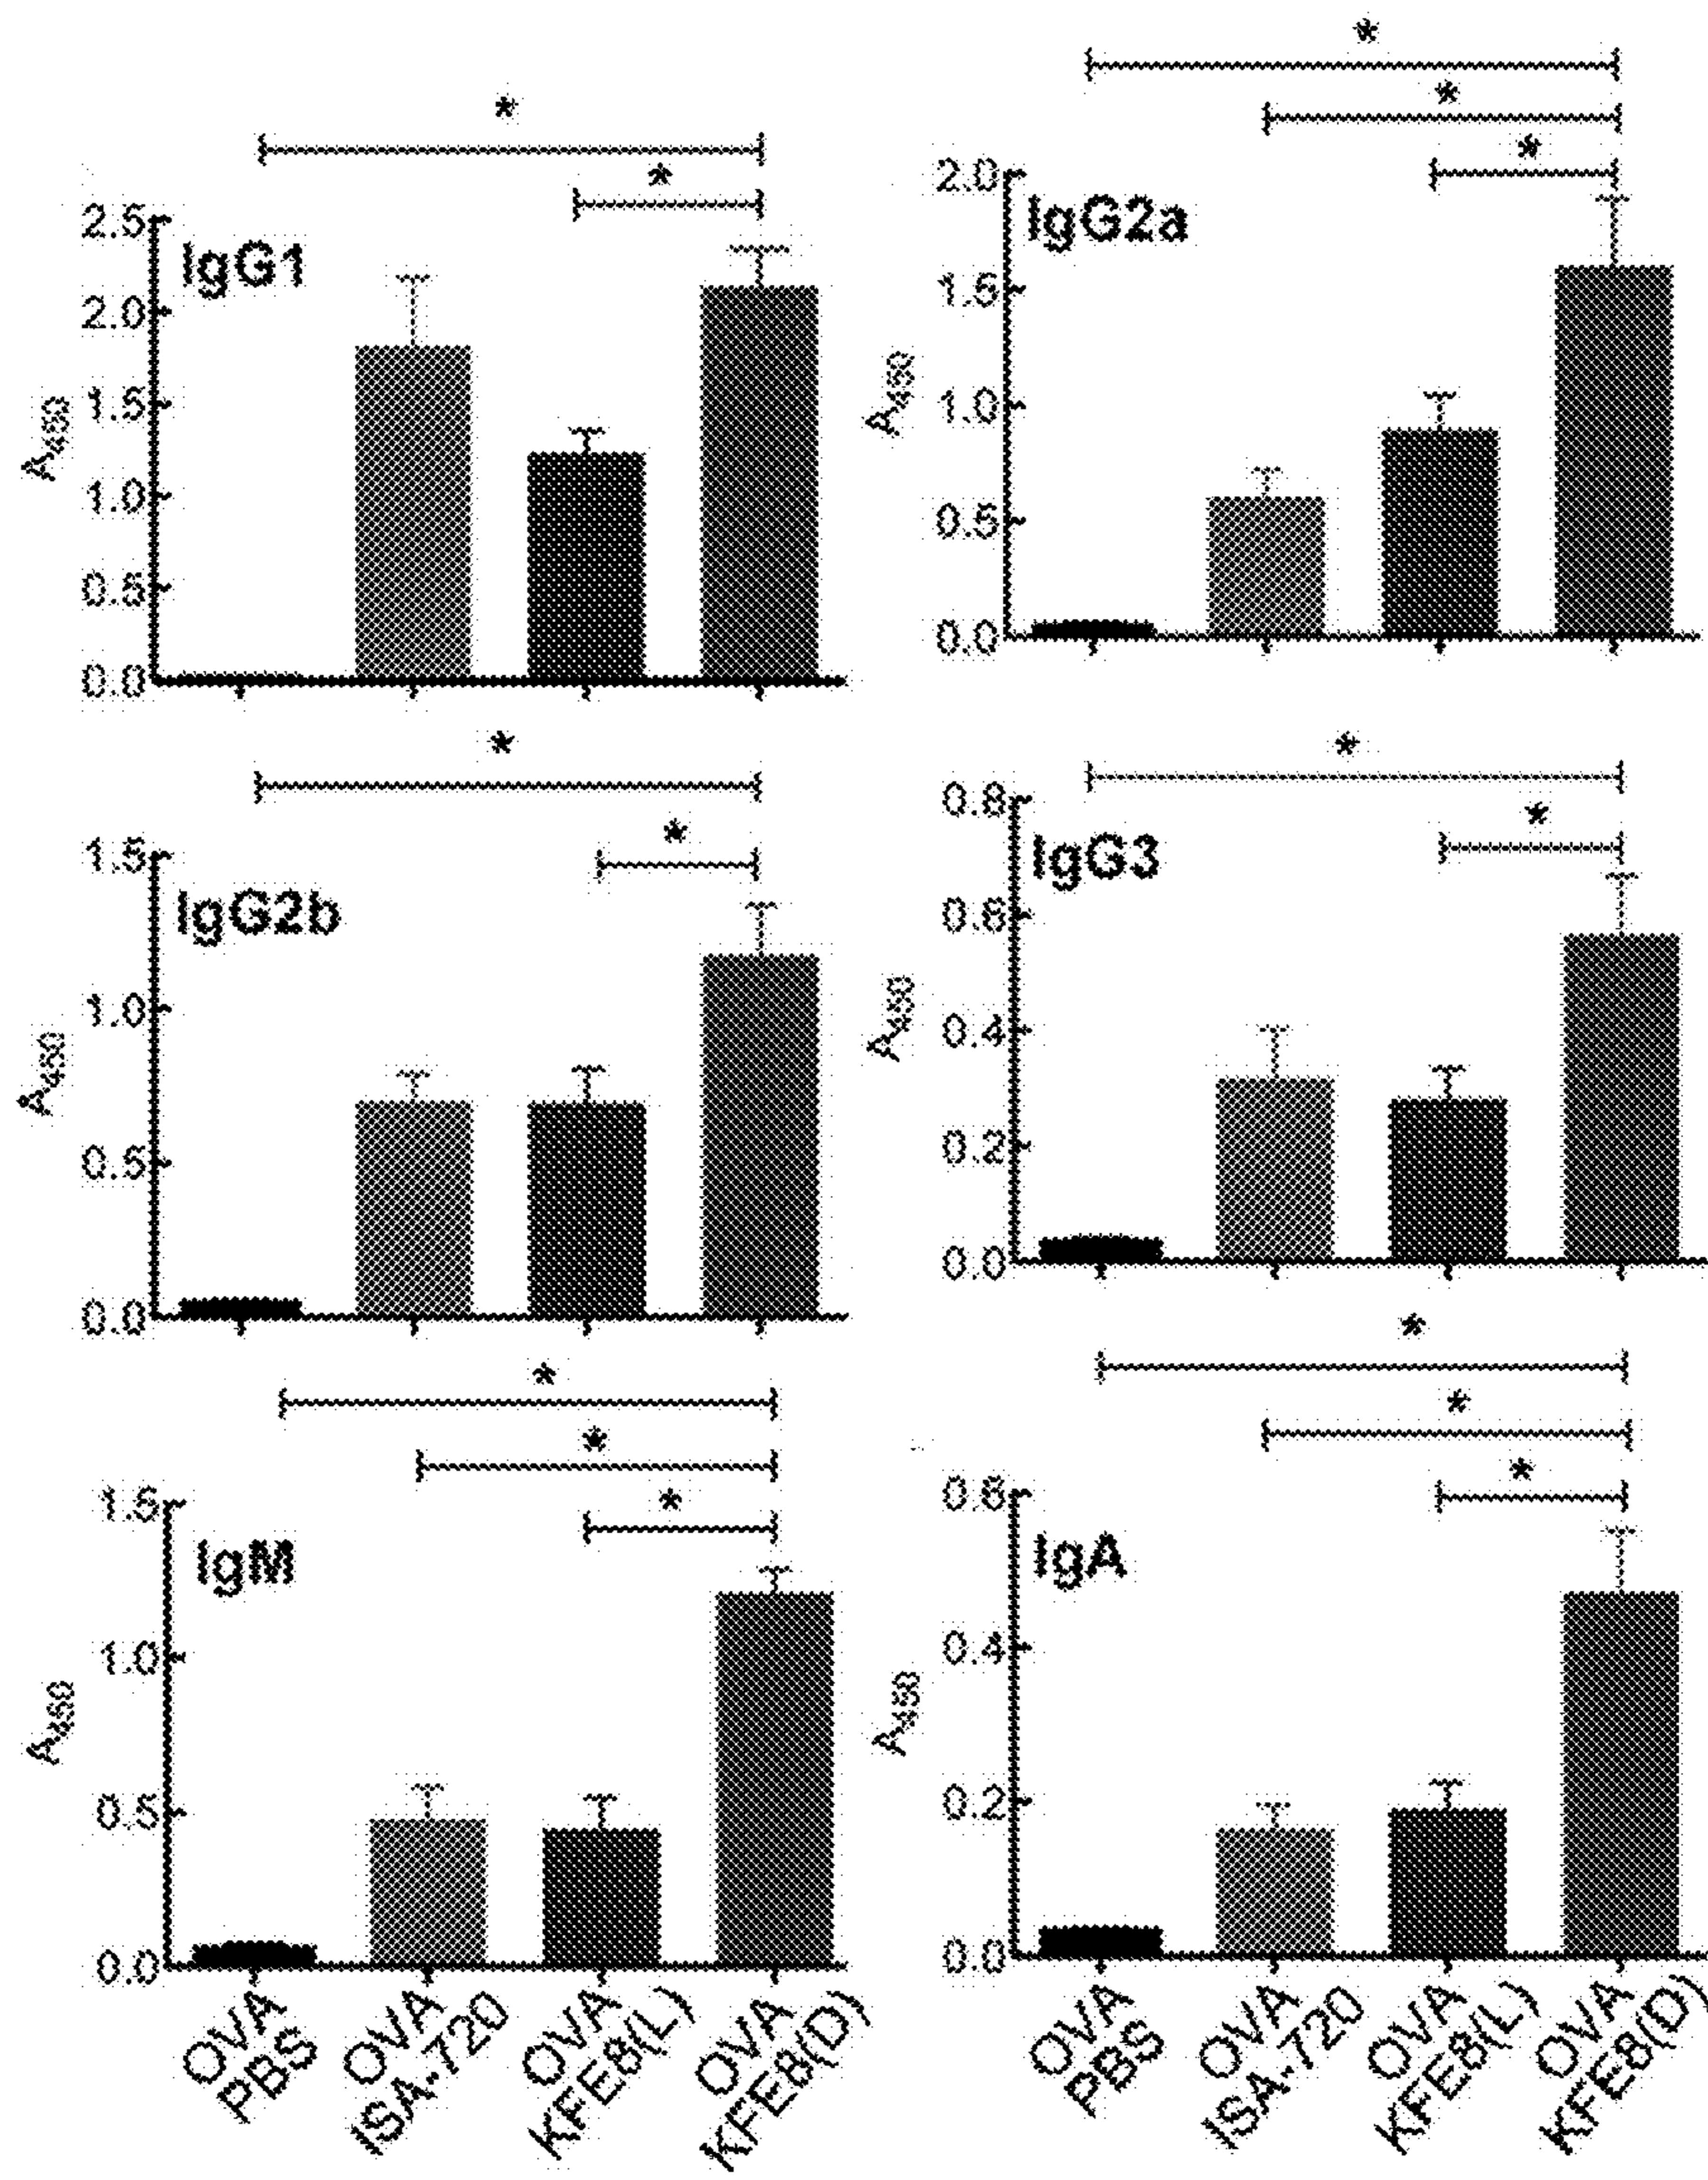 *
*
2.5
IgG1
2.0
1.5
1.0
0.5
0.0
A450
*
*
*
2.0
IgG2a
1.5
1.0
0.5
0.0
A450
*
*
1.5
IgG2b
1.0
0.5
0.0
A450
*
*
0.8
IgG3
0.6
0.4
0.2
0.0
A450
*
*
*
1.5
IgM
1.0
0.5
0.0
A450
OVA
PBS
OVA
ISA-720
OVA
KFE8(L)
OVA
KFE8(D)
*
*
*
0.6
IgA
0.4
0.2
0.0
A450
OVA
PBS
OVA
ISA-720
OVA
KFE8(L)
OVA
KFE8(D)